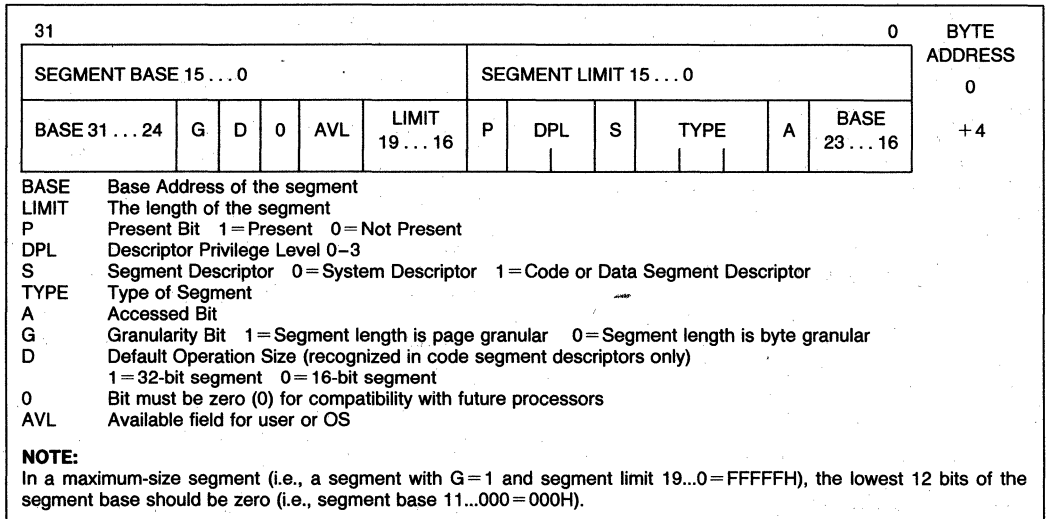 31 0 BYTE
ADDRESS
SEGMENT BASE 15 . . . 0 SEGMENT LIMIT 15 . . . 0 0
BASE 31 . . . 24 G D 0 AVL LIMIT 19 . . . 16 P DPL S TYPE A BASE 23 . . . 16 +4
BASE Base Address of the segment
LIMIT The length of the segment
P Present Bit 1=Present 0=Not Present
DPL Descriptor Privilege Level 0–3
S Segment Descriptor 0=System Descriptor 1=Code or Data Segment Descriptor
TYPE Type of Segment
A Accessed Bit
G Granularity Bit 1=Segment length is page granular 0=Segment length is byte granular
D Default Operation Size (recognized in code segment descriptors only)
1=32-bit segment 0=16-bit segment
0 Bit must be zero (0) for compatibility with future processors
AVL Available field for user or OS
NOTE:
In a maximum-size segment (i.e., a segment with G=1 and segment limit 19...0=FFFFFH), the lowest 12 bits of the
segment base should be zero (i.e., segment base 11...000=000H).